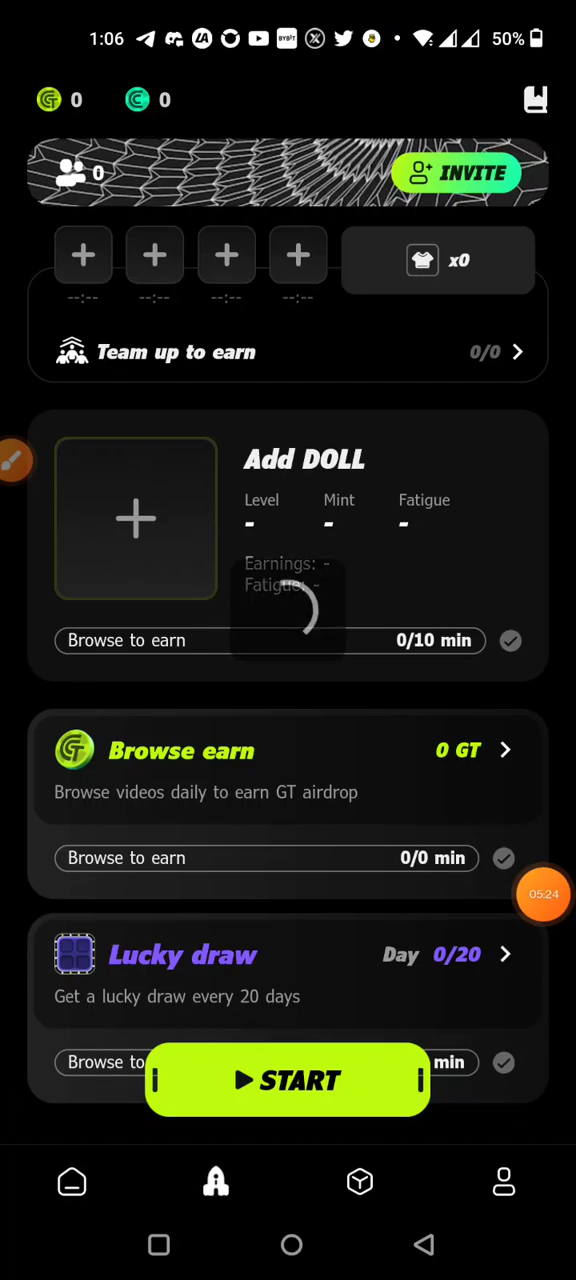 1:06 50%
0 0
0 INVITE
x0
--:-- --:-- --:-- --:--
Team up to earn 0/0
Add DOLL
Level Mint Fatigue
- - -
Earnings: -
Fatigue: -
Browse to earn 0/10 min
Browse earn 0 GT
Browse videos daily to earn GT airdrop
Browse to earn 0/0 min
05:24
Lucky draw Day 0/20
Get a lucky draw every 20 days
Browse to min
START